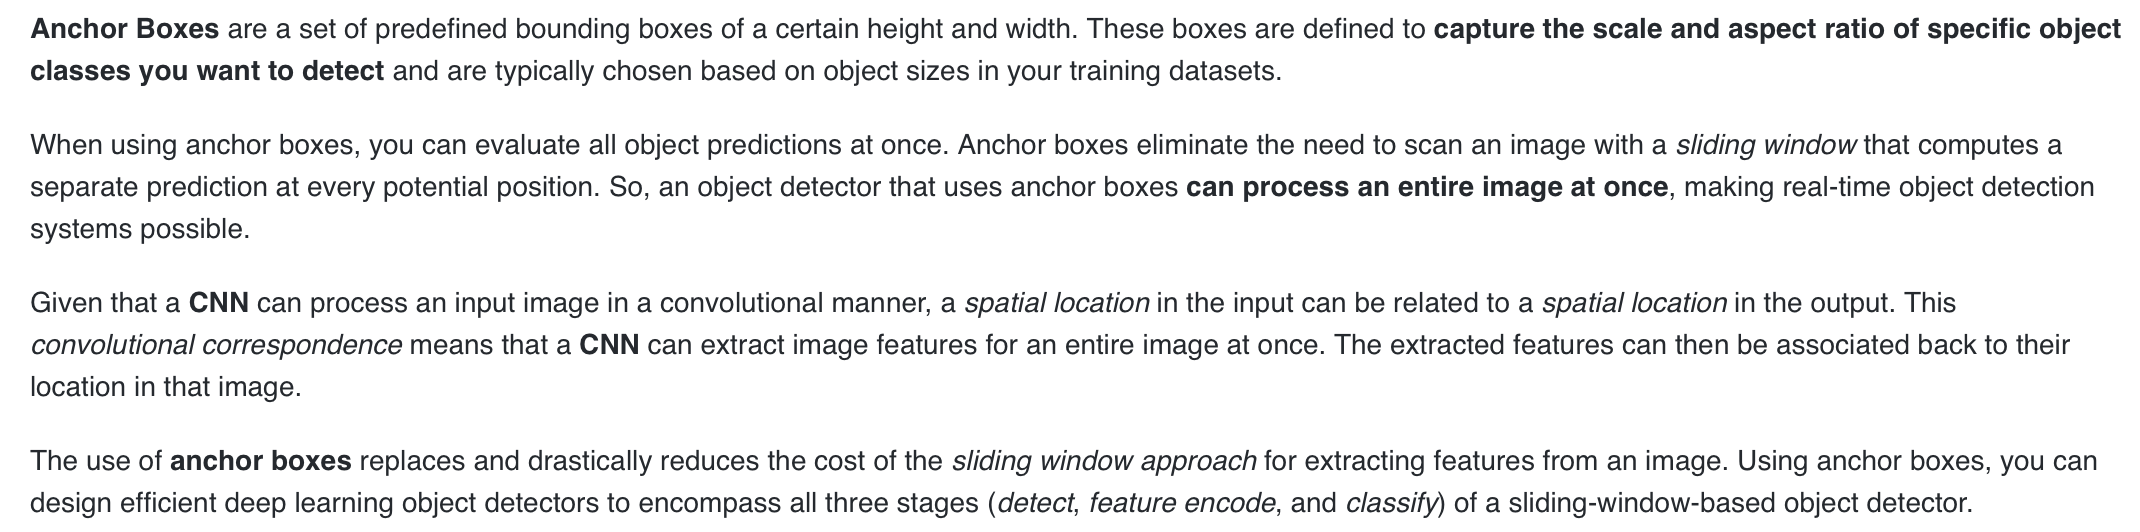 Anchor Boxes are a set of predefined bounding boxes of a certain height and width. These boxes are defined to capture the scale and aspect ratio of specific object
classes you want to detect and are typically chosen based on object sizes in your training datasets.
When using anchor boxes, you can evaluate all object predictions at once. Anchor boxes eliminate the need to scan an image with a sliding window that computes a
separate prediction at every potential position. So, an object detector that uses anchor boxes can process an entire image at once, making real-time object detection
systems possible.
Given that a CNN can process an input image in a convolutional manner, a spatial location in the input can be related to a spatial location in the output. This
convolutional correspondence means that a CNN can extract image features for an entire image at once. The extracted features can then be associated back to their
location in that image.
The use of anchor boxes replaces and drastically reduces the cost of the sliding window approach for extracting features from an image. Using anchor boxes, you can
design efficient deep learning object detectors to encompass all three stages (detect, feature encode, and classify) of a sliding-window-based object detector.